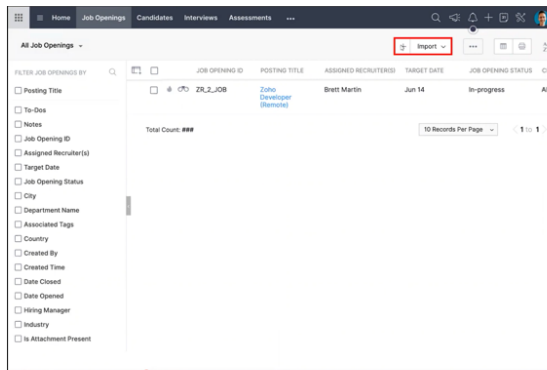 Home Job Openings Candidates Interviews Assessments •••
All Job Openings
Import
•••
FILTER JOB OPENINGS BY
JOB OPENING ID POSTING TITLE ASSIGNED RECRUITER(S) TARGET DATE JOB OPENING STATUS
Posting Title
ZR_2_JOB Zoho Developer (Remote) Brett Martin Jun 14 In-progress
To-Dos
Notes
Total Count: ###
10 Records Per Page
1 to 1
Job Opening ID
Assigned Recruiter(s)
Target Date
Job Opening Status
City
Department Name
Associated Tags
Country
Created By
Created Time
Date Closed
Date Opened
Hiring Manager
Industry
Is Attachment Present